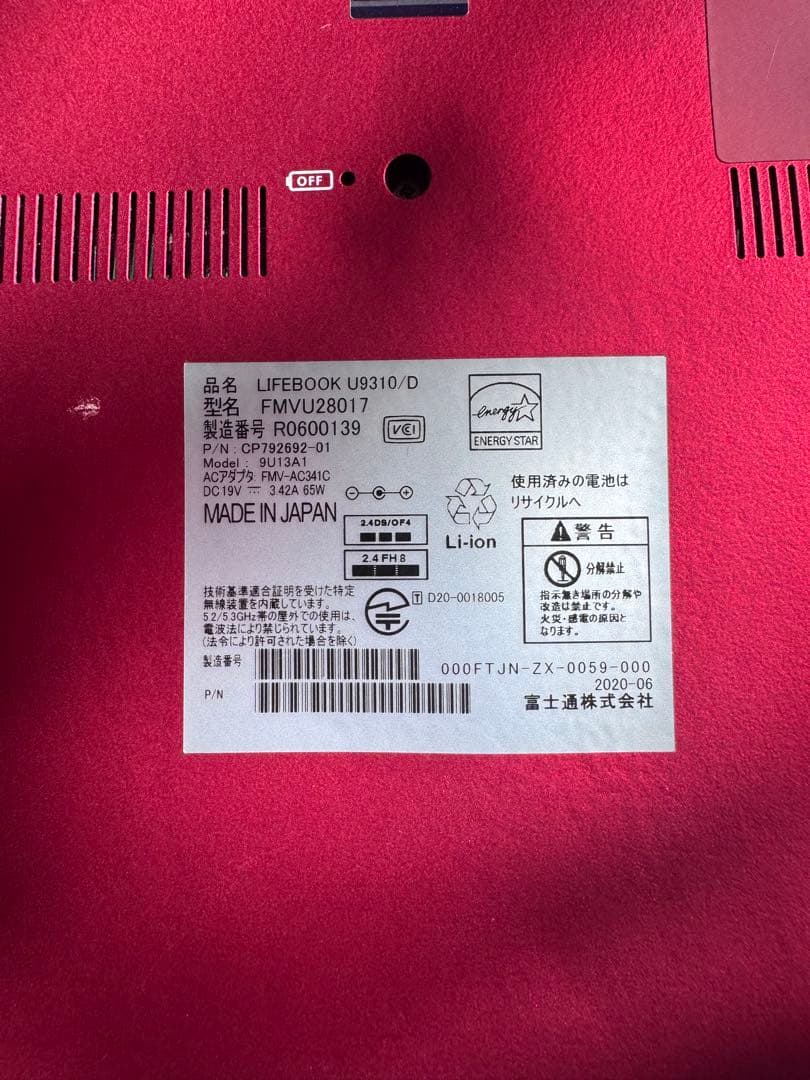 OFF
品名 LIFEBOOK U9310/D
型名 FMVU28017
製造番号 R0600139
VCCI
P/N : CP792692-01
Model : 9U13A1
ACアダプタ: FMV-AC341C
DC19V ⎓ 3.42A 65W
MADE IN JAPAN
energy
ENERGY STAR
2.4DS/OF4
2.4FH8
Li-ion
使用済みの電池は
リサイクルへ
警告
分解禁止
指示無き場所の分解や
改造は禁止です。
火災・感電の原因と
なります。
技術基準適合証明を受けた特定
無線装置を内蔵しています。
5.2/5.3GHz帯の屋外での使用は、
電波法により禁じられています。
(法令により許可された場合を除く)
T D20-0018005
製造番号
P/N
000FTJN-ZX-0059-000
2020-06
富士通株式会社